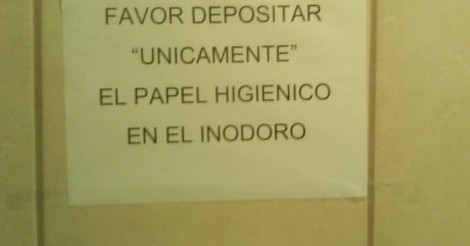 FAVOR DEPOSITAR
“UNICAMENTE”
EL PAPEL HIGIENICO
EN EL INODORO